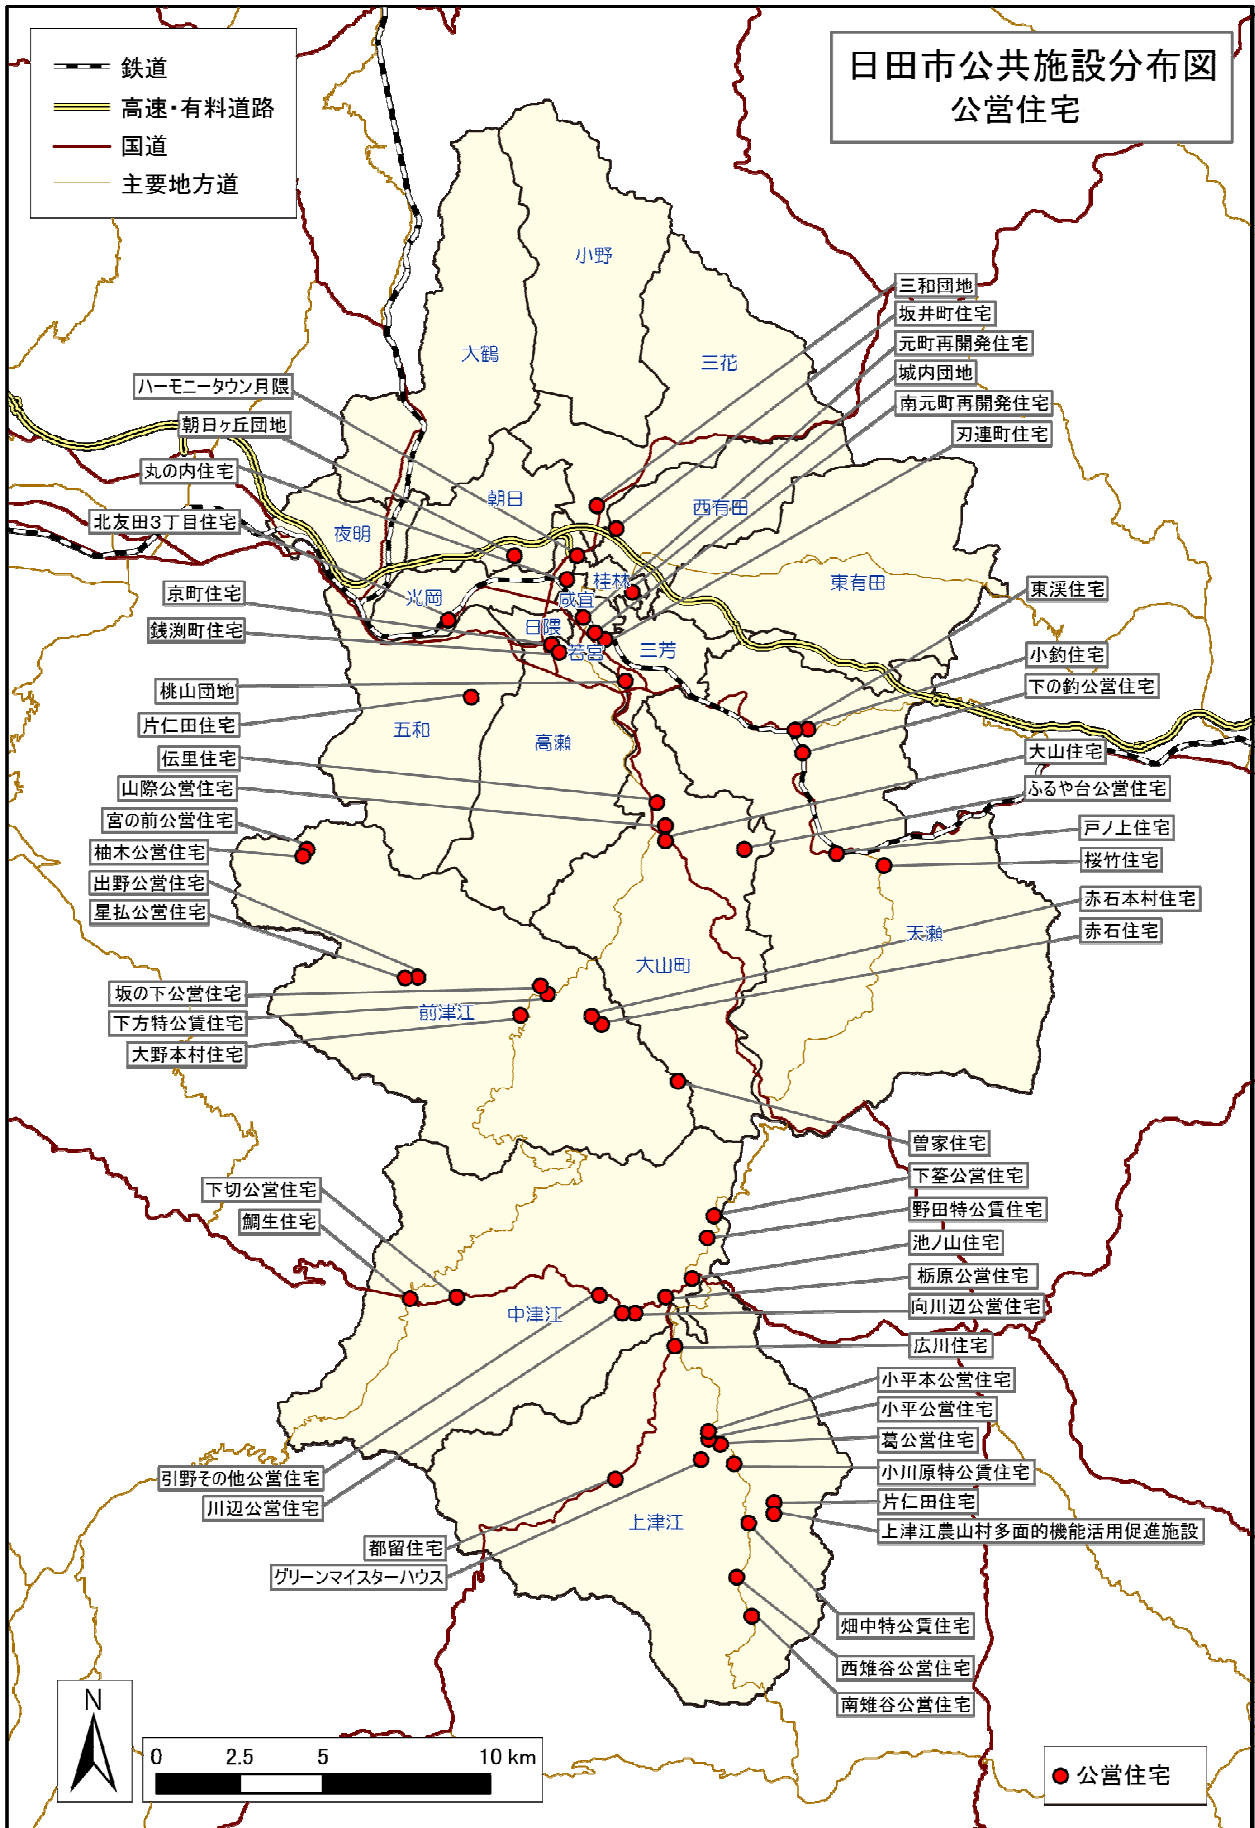 鉄道
高速・有料道路
国道
主要地方道
日田市公共施設分布図
公営住宅
小野
大鶴
三花
朝日
西有田
夜明
東有田
桂林
光岡
咸宜
日隈
若宮
三芳
五和
高瀬
天瀬
大山町
前津江
中津江
上津江
三和団地
坂井町住宅
元町再開発住宅
城内団地
南元町再開発住宅
刃連町住宅
ハーモニータウン月隈
朝日ヶ丘団地
丸の内住宅
北友田3丁目住宅
京町住宅
銭渕町住宅
桃山団地
片仁田住宅
伝里住宅
山際公営住宅
宮の前公営住宅
柚木公営住宅
出野公営住宅
星払公営住宅
坂の下公営住宅
下方特公賃住宅
大野本村住宅
東渓住宅
小釣住宅
下の釣公営住宅
大山住宅
ふるや台公営住宅
戸ノ上住宅
桜竹住宅
赤石本村住宅
赤石住宅
曽家住宅
下筌公営住宅
野田特公賃住宅
池ノ山住宅
栃原公営住宅
向川辺公営住宅
広川住宅
下切公営住宅
鯛生住宅
引野その他公営住宅
川辺公営住宅
都留住宅
グリーンマイスターハウス
小平本公営住宅
小平公営住宅
葛公営住宅
小川原特公賃住宅
片仁田住宅
上津江農山村多面的機能活用促進施設
畑中特公賃住宅
西雉谷公営住宅
南雉谷公営住宅
N
0 2.5 5 10 km
公営住宅